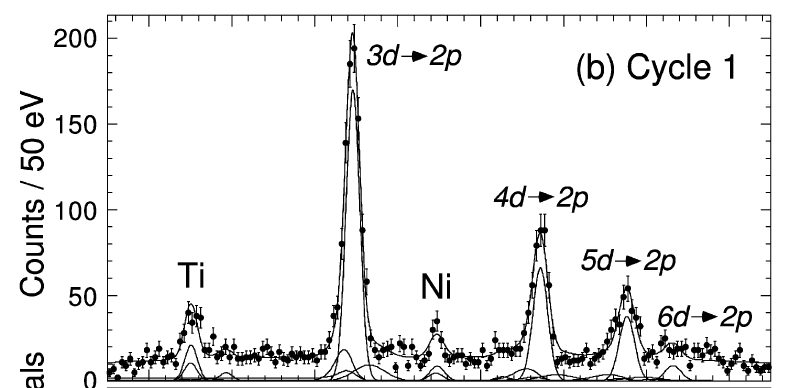 200
150
100
50
0
Counts / 50 eV
als
(b) Cycle 1
3d→2p
4d→2p
5d→2p
6d→2p
Ti
Ni